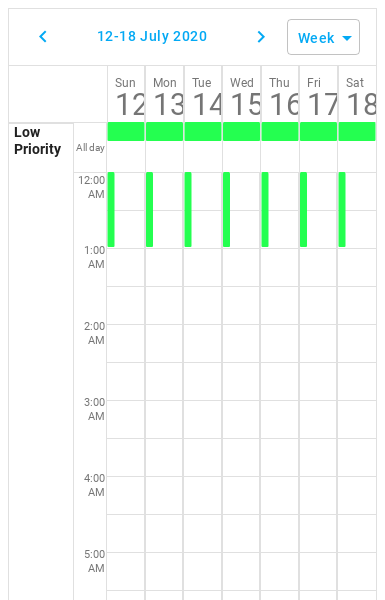 12-18 July 2020
Week
Sun Mon Tue Wed Thu Fri Sat
12 13 14 15 16 17 18
Low
Priority
All day
12:00
AM
1:00
AM
2:00
AM
3:00
AM
4:00
AM
5:00
AM